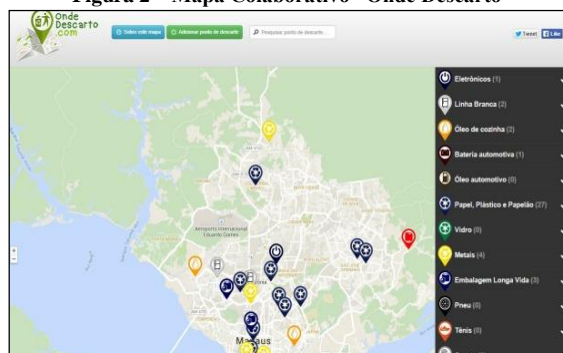 Figura 2 – Mapa Colaborativo "Onde Descarto"
Onde
Descarto
.com
Sobre este mapa
Adicionar ponto de descarte
Pesquisar ponto de descarte...
Tweet
Like
Eletrônicos (1)
Linha Branca (2)
Óleo de cozinha (2)
Bateria automotiva (1)
Óleo automotivo (0)
Papel, Plástico e Papelão (27)
Vidro (0)
Metais (4)
Embalagem Longa Vida (3)
Pneu (0)
Tênis (0)
Aeroporto Internacional
Eduardo Gomes